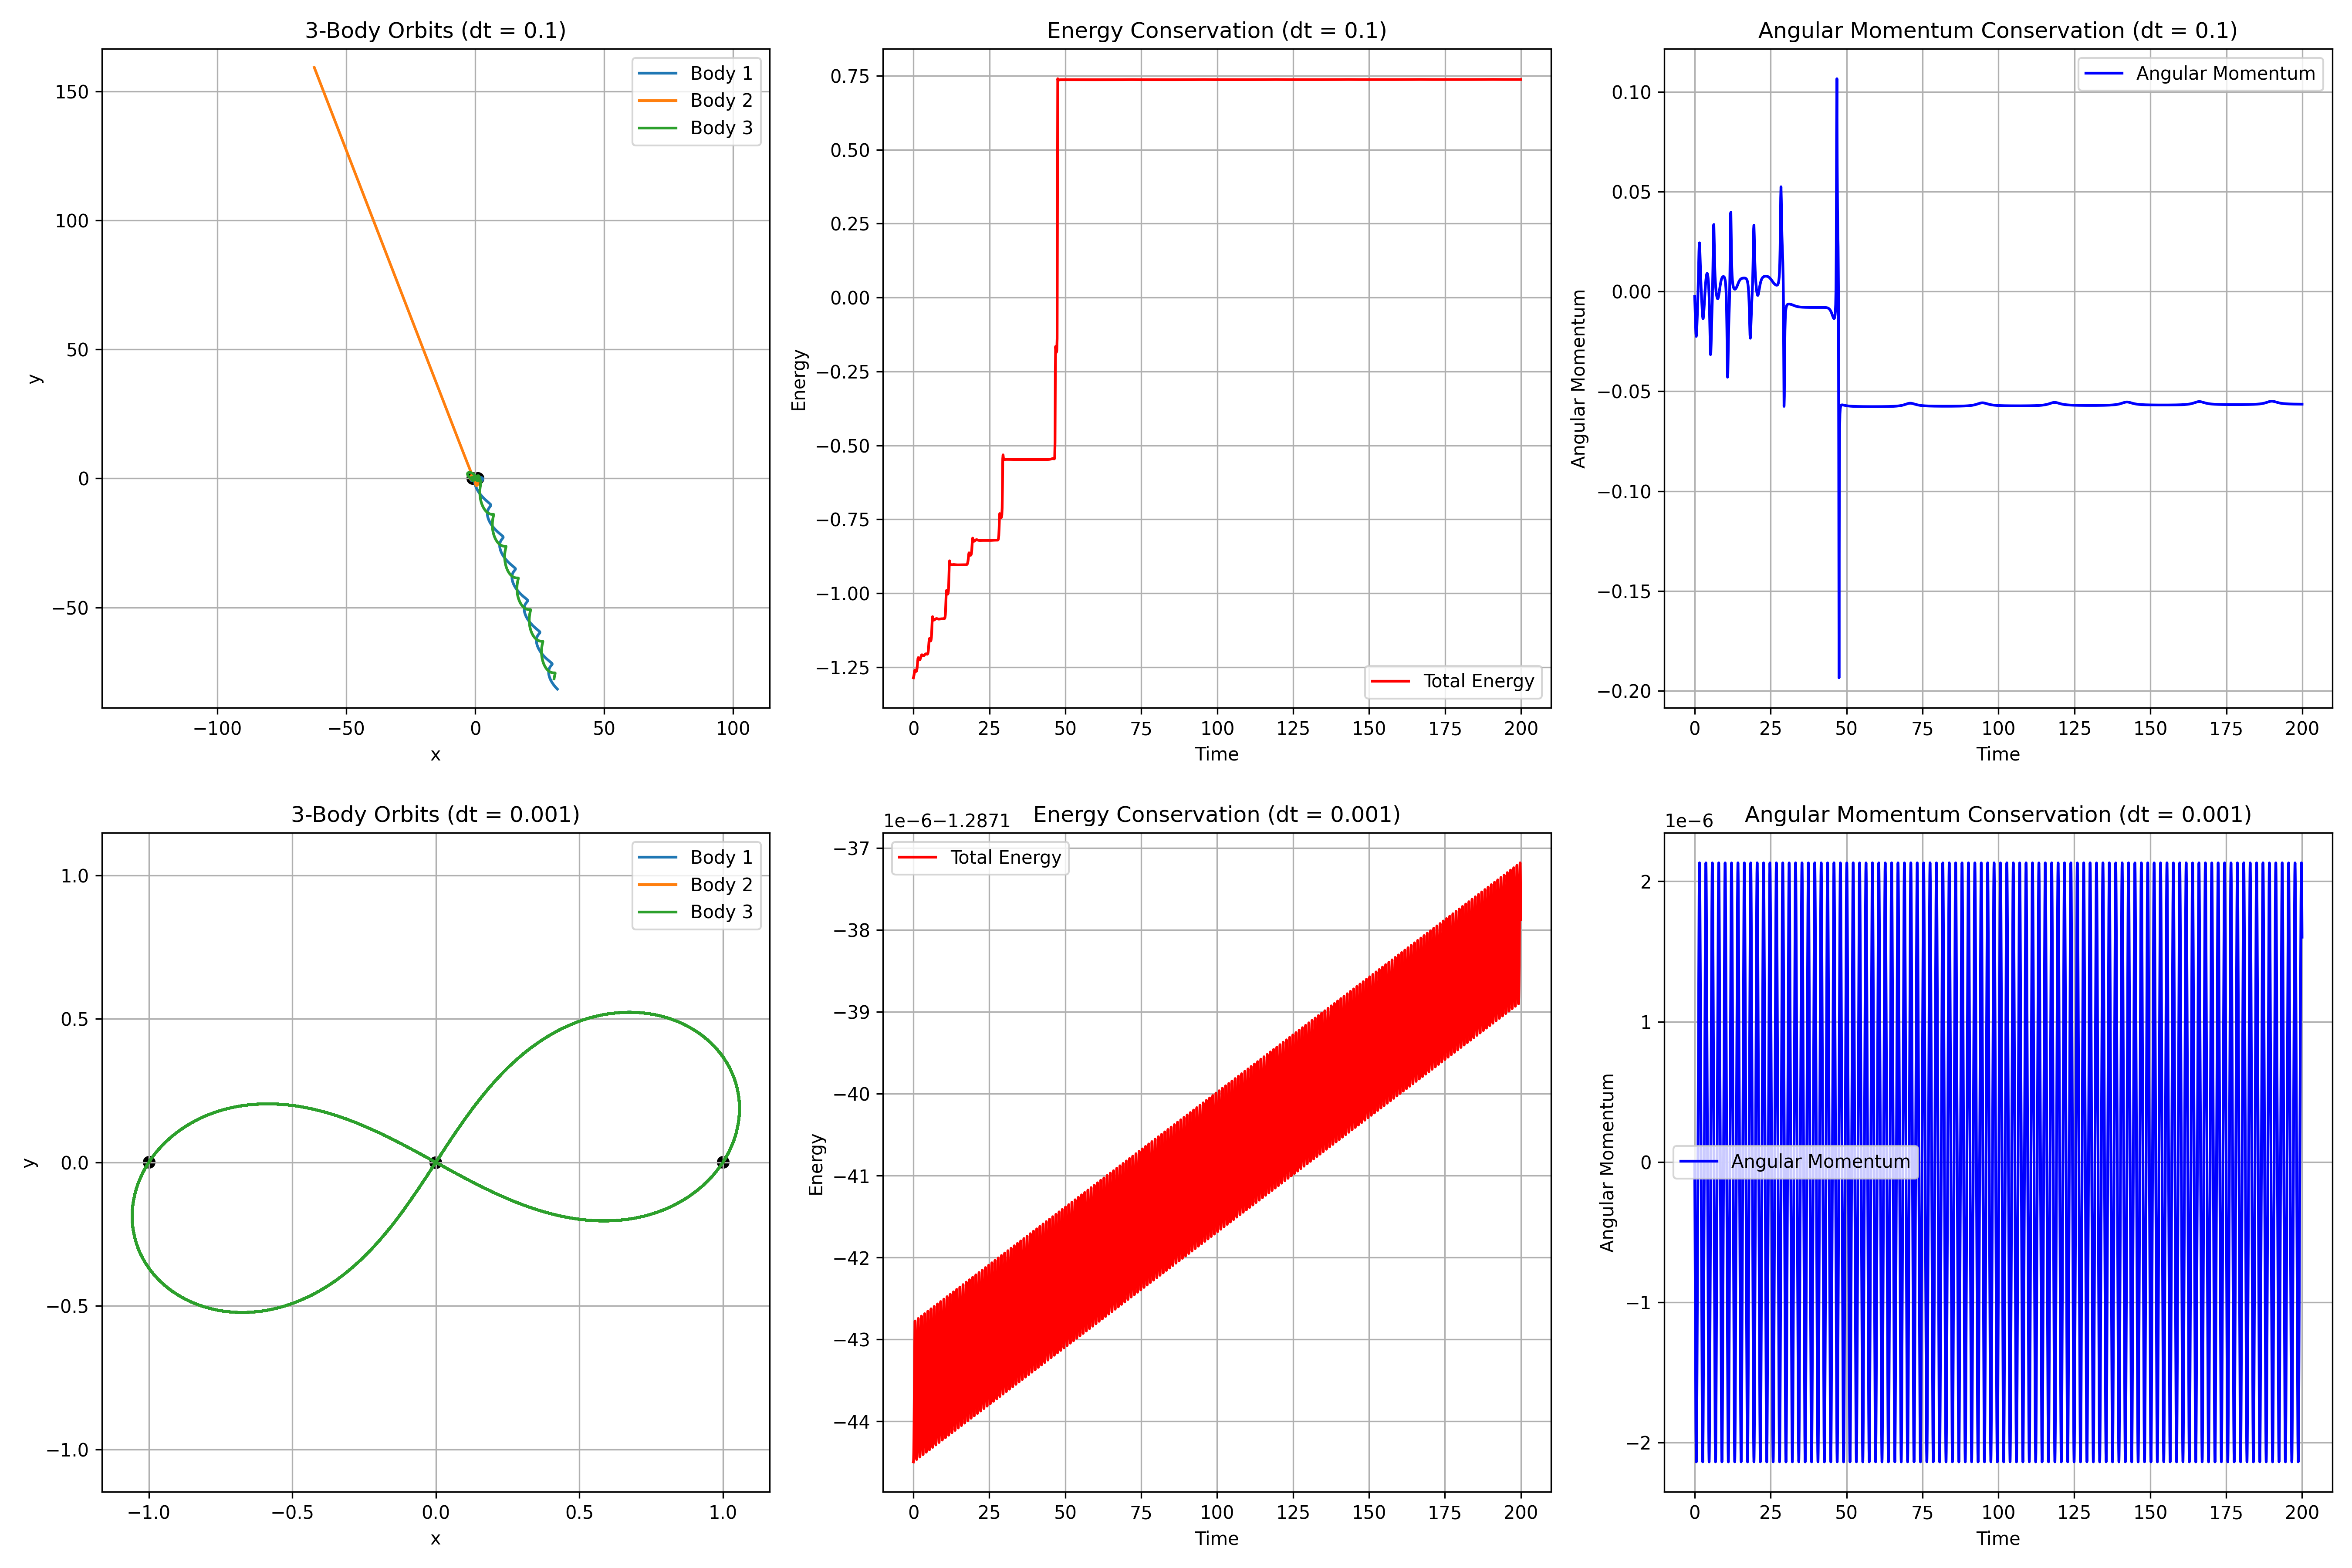 3-Body Orbits (dt = 0.1)
Body 1
Body 2
Body 3
150
100
50
0
−50
y
−100
−50
0
50
100
x
Energy Conservation (dt = 0.1)
0.75
0.50
0.25
0.00
−0.25
−0.50
−0.75
−1.00
−1.25
Energy
Total Energy
0
25
50
75
100
125
150
175
200
Time
Angular Momentum Conservation (dt = 0.1)
Angular Momentum
0.10
0.05
0.00
−0.05
−0.10
−0.15
−0.20
Angular Momentum
0
25
50
75
100
125
150
175
200
Time
3-Body Orbits (dt = 0.001)
Body 1
Body 2
Body 3
1.0
0.5
0.0
−0.5
−1.0
y
−1.0
−0.5
0.0
0.5
1.0
x
Energy Conservation (dt = 0.001)
1e−6−1.2871
Total Energy
−37
−38
−39
−40
−41
−42
−43
−44
Energy
0
25
50
75
100
125
150
175
200
Time
Angular Momentum Conservation (dt = 0.001)
1e−6
2
1
0
−1
−2
Angular Momentum
Angular Momentum
0
25
50
75
100
125
150
175
200
Time